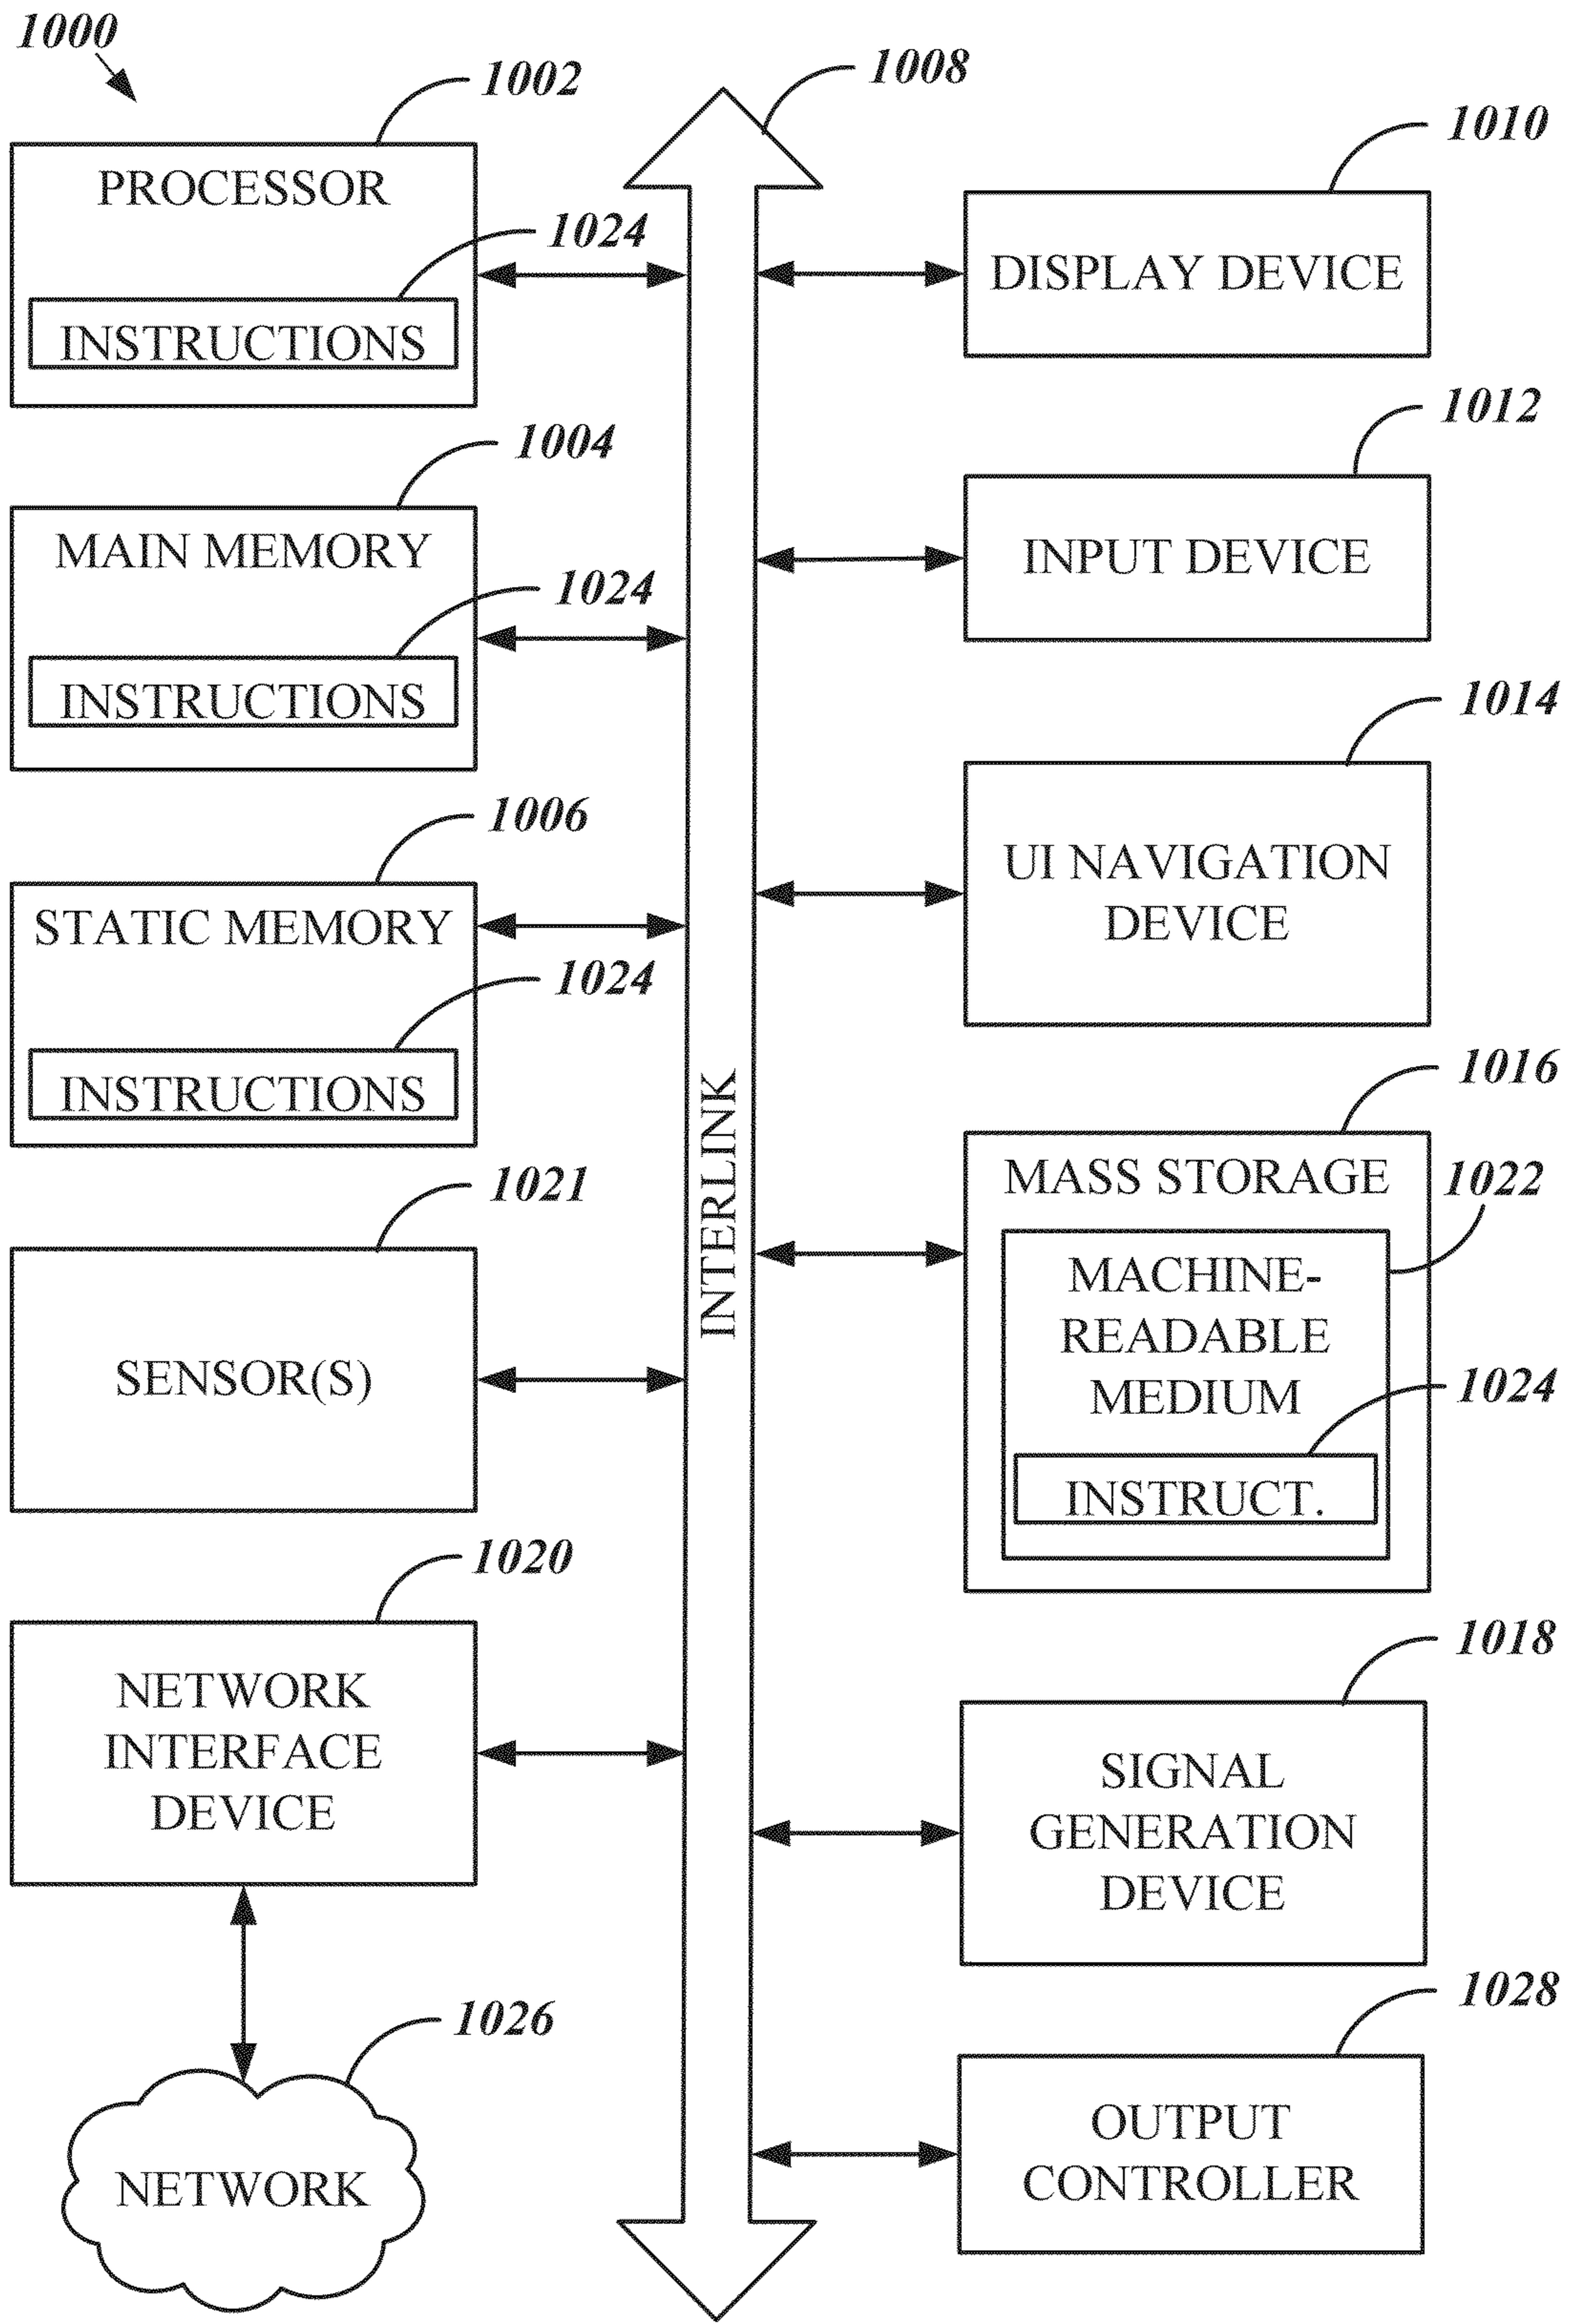 1000
1002
PROCESSOR
1024
INSTRUCTIONS
1004
MAIN MEMORY
1024
INSTRUCTIONS
1006
STATIC MEMORY
1024
INSTRUCTIONS
1021
SENSOR(S)
1020
NETWORK
INTERFACE
DEVICE
1026
NETWORK
1008
INTERLINK
1010
DISPLAY DEVICE
1012
INPUT DEVICE
1014
UI NAVIGATION
DEVICE
1016
MASS STORAGE
1022
MACHINE-
READABLE
MEDIUM
1024
INSTRUCT.
1018
SIGNAL
GENERATION
DEVICE
1028
OUTPUT
CONTROLLER